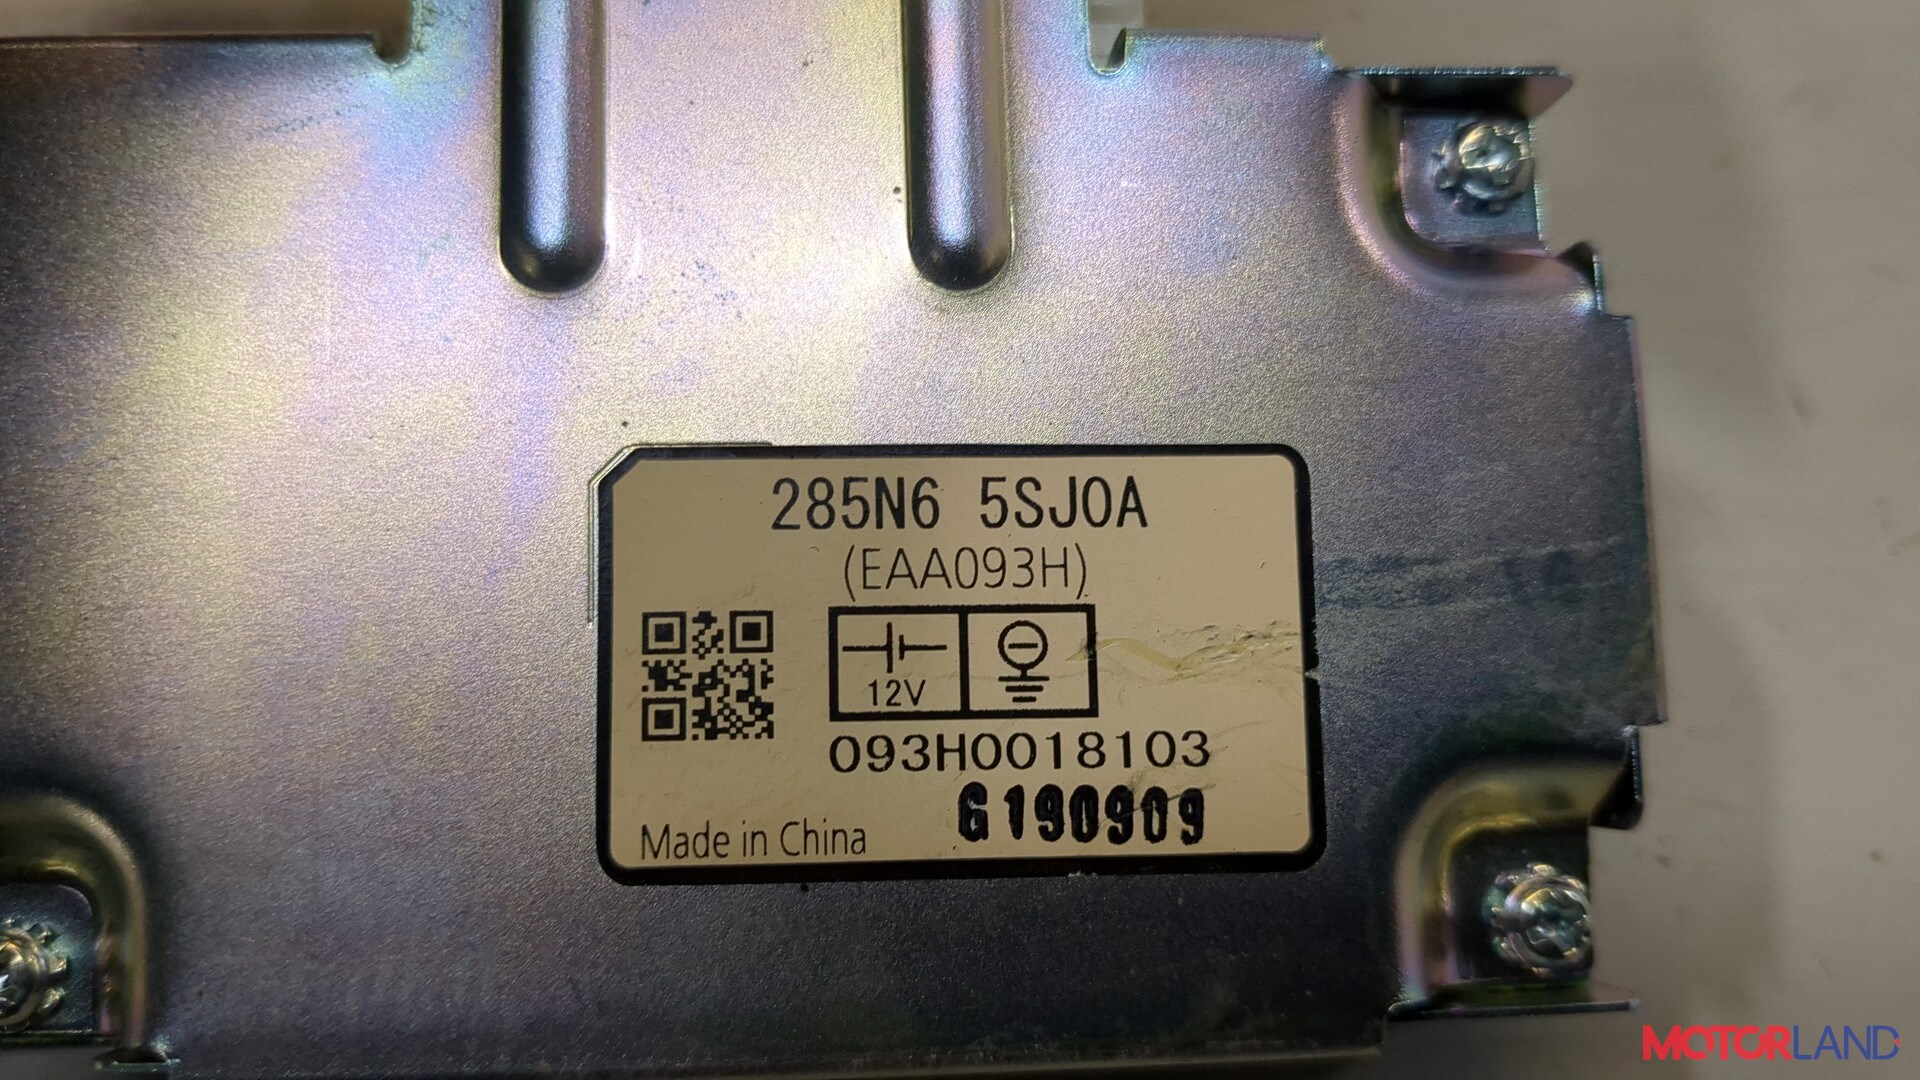 285N6 5SJ0A
(EAA093H)
12V
093H0018103
G190909
Made in China
MOTORLAND